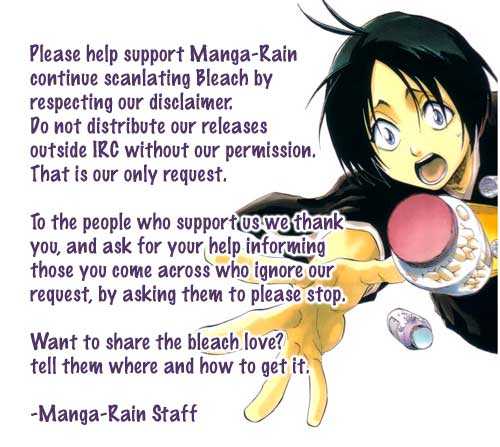 Please help support Manga-Rain
continue scanlating Bleach by
respecting our disclaimer.
Do not distribute our releases
outside IRC without our permission.
That is our only request.
To the people who support us we thank
you, and ask for your help informing
those you come across who ignore our
request, by asking them to please stop.
Want to share the bleach love?
tell them where and how to get it.
-Manga-Rain Staff